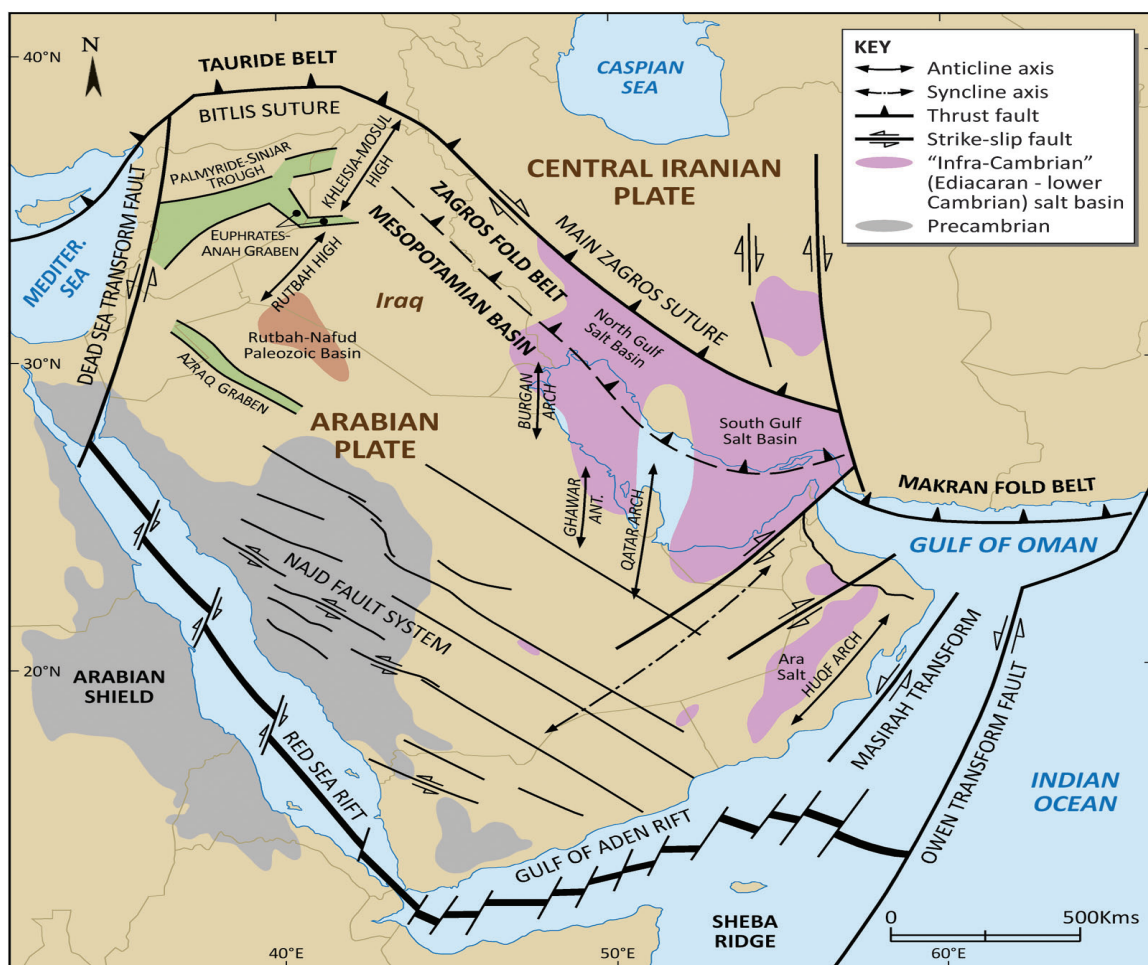 40°N
N
TAURIDE BELT
BITLIS SUTURE
CASPIAN
SEA
KEY
Anticline axis
Syncline axis
Thrust fault
Strike-slip fault
“Infra-Cambrian”
(Ediacaran - lower
Cambrian) salt basin
Precambrian
PALMYRIDE-SINJAR
TROUGH
KHLEISIA-MOSUL
HIGH
CENTRAL IRANIAN
PLATE
ZAGROS FOLD BELT
MAIN ZAGROS SUTURE
MESOPOTAMIAN BASIN
EUPHRATES-
ANAH GRABEN
MEDITER.
SEA
DEAD SEA TRANSFORM FAULT
RUTBAH HIGH
Iraq
Rutbah-Nafud
Paleozoic Basin
North Gulf
Salt Basin
30°N
AZRAQ GRABEN
BURGAN
ARCH
ARABIAN
PLATE
South Gulf
Salt Basin
GHAWAR
ANT.
QATAR ARCH
MAKRAN FOLD BELT
GULF OF OMAN
NAJD FAULT SYSTEM
20°N
ARABIAN
SHIELD
Ara
Salt
HUQF ARCH
MASIRAH TRANSFORM
RED SEA RIFT
OWEN TRANSFORM FAULT
INDIAN
OCEAN
GULF OF ADEN RIFT
SHEBA
RIDGE
0 500Kms
40°E
50°E
60°E